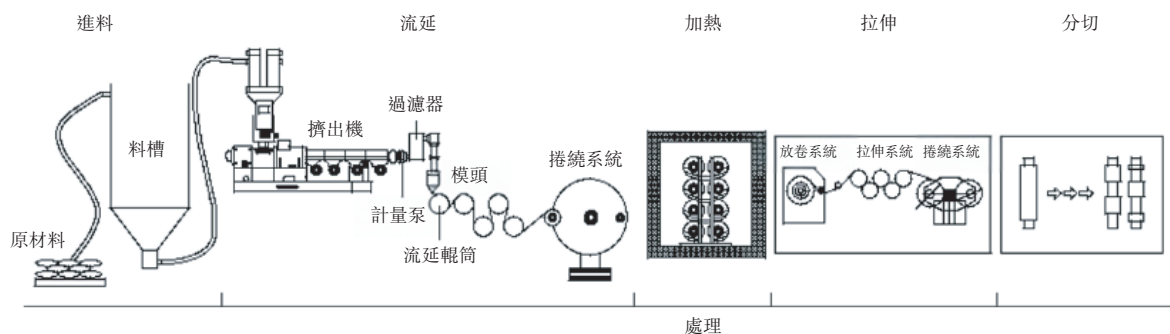 進料
流延
加熱
拉伸
分切
過濾器
擠出機
料槽
模頭
捲繞系統
放卷系統
拉伸系統
捲繞系統
計量泵
原材料
流延輥筒
處理